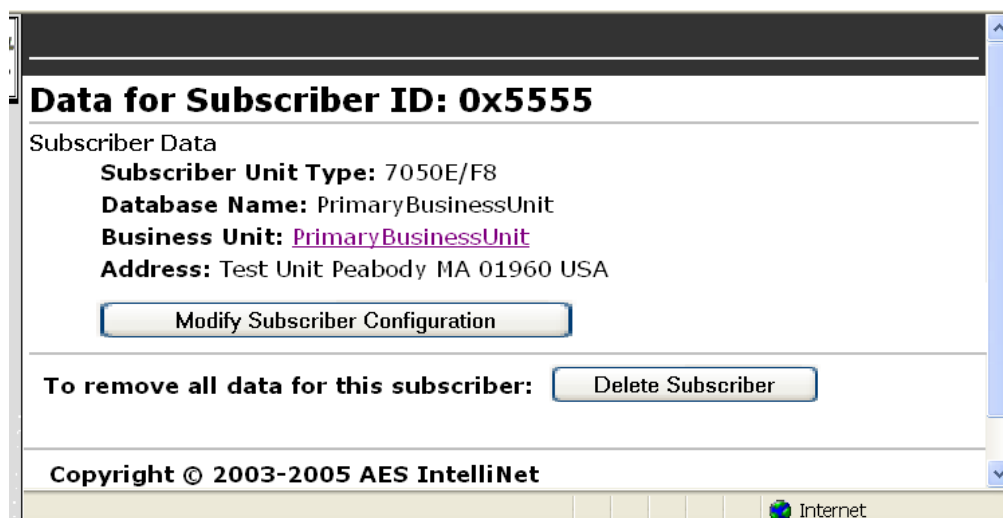 Data for Subscriber ID: 0x5555
Subscriber Data
Subscriber Unit Type: 7050E/F8
Database Name: PrimaryBusinessUnit
Business Unit: PrimaryBusinessUnit
Address: Test Unit Peabody MA 01960 USA
Modify Subscriber Configuration
To remove all data for this subscriber: Delete Subscriber
Copyright © 2003-2005 AES IntelliNet
Internet